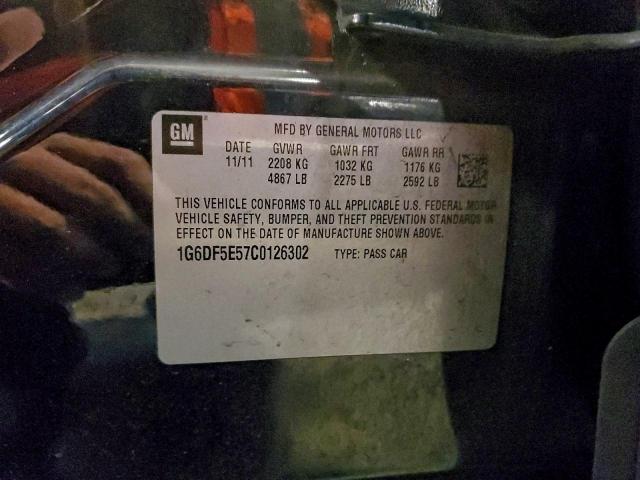 GM
MFD BY GENERAL MOTORS LLC
DATE GVWR GAWR FRT GAWR RR
11/11 2208 KG 1032 KG 1176 KG
4867 LB 2275 LB 2592 LB
THIS VEHICLE CONFORMS TO ALL APPLICABLE U.S. FEDERAL MOTOR
VEHICLE SAFETY, BUMPER, AND THEFT PREVENTION STANDARDS IN
EFFECT ON THE DATE OF MANUFACTURE SHOWN ABOVE.
1G6DF5E57C0126302 TYPE: PASS CAR